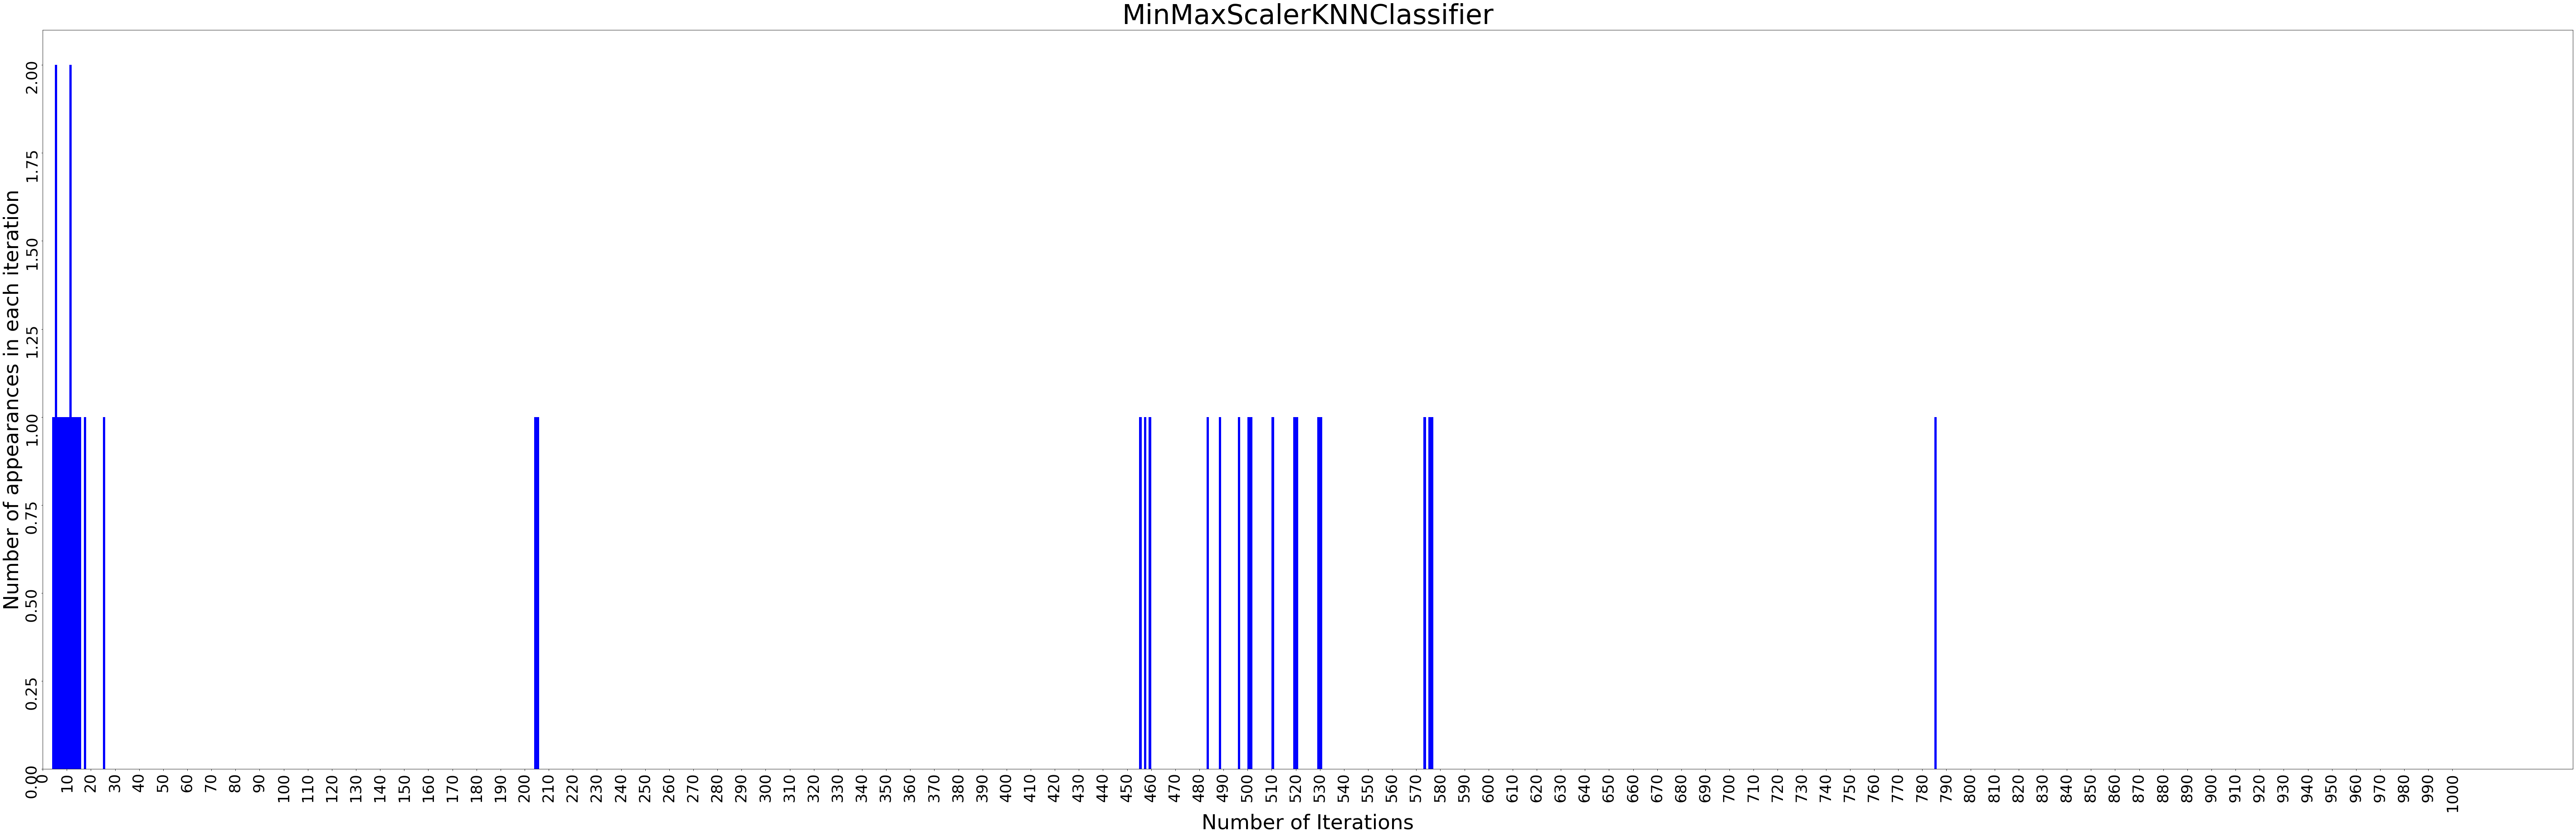 MinMaxScalerKNNClassifier
Number of appearances in each iteration
2.00
1.75
1.50
1.25
1.00
0.75
0.50
0.25
0.00
0 10 20 30 40 50 60 70 80 90 100 110 120 130 140 150 160 170 180 190 200 210 220 230 240 250 260 270 280 290 300 310 320 330 340 350 360 370 380 390 400 410 420 430 440 450 460 470 480 490 500 510 520 530 540 550 560 570 580 590 600 610 620 630 640 650 660 670 680 690 700 710 720 730 740 750 760 770 780 790 800 810 820 830 840 850 860 870 880 890 900 910 920 930 940 950 960 970 980 990 1000
Number of Iterations